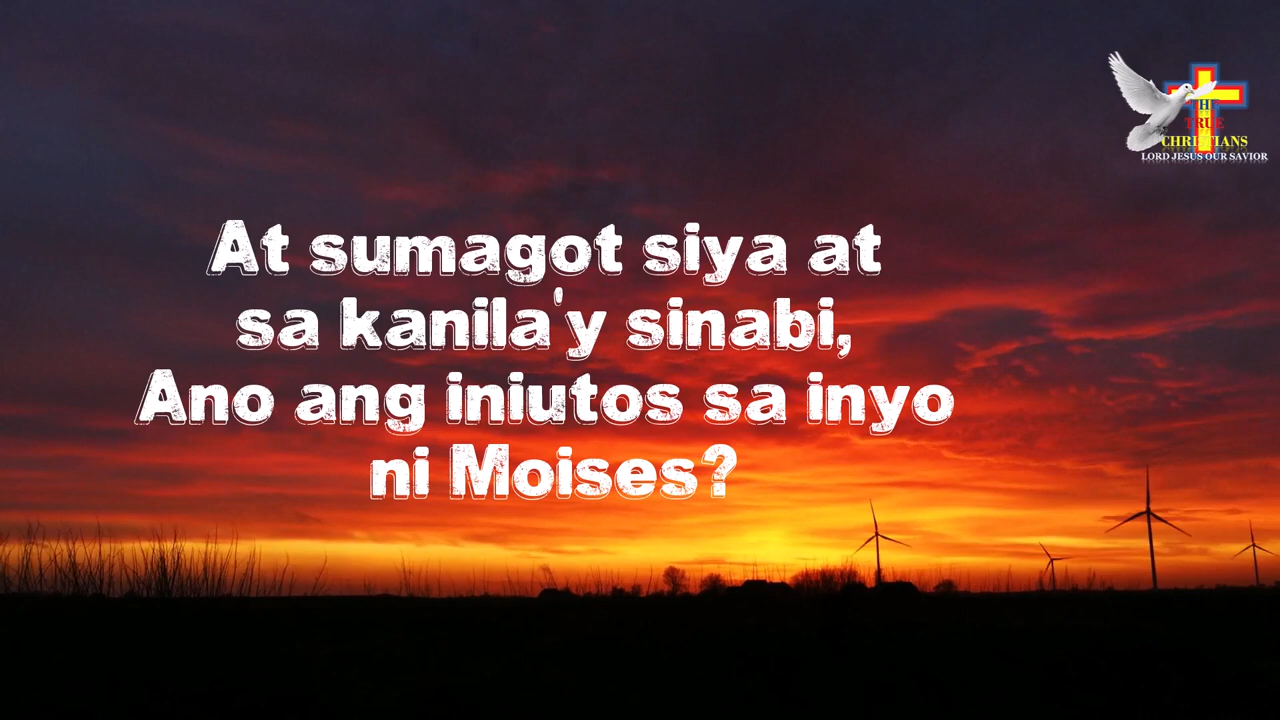 THE
TRUE
CHRISTIANS
LORD JESUS OUR SAVIOR
At sumagot siya at
sa kanila'y sinabi,
Ano ang iniutos sa inyo
ni Moises?